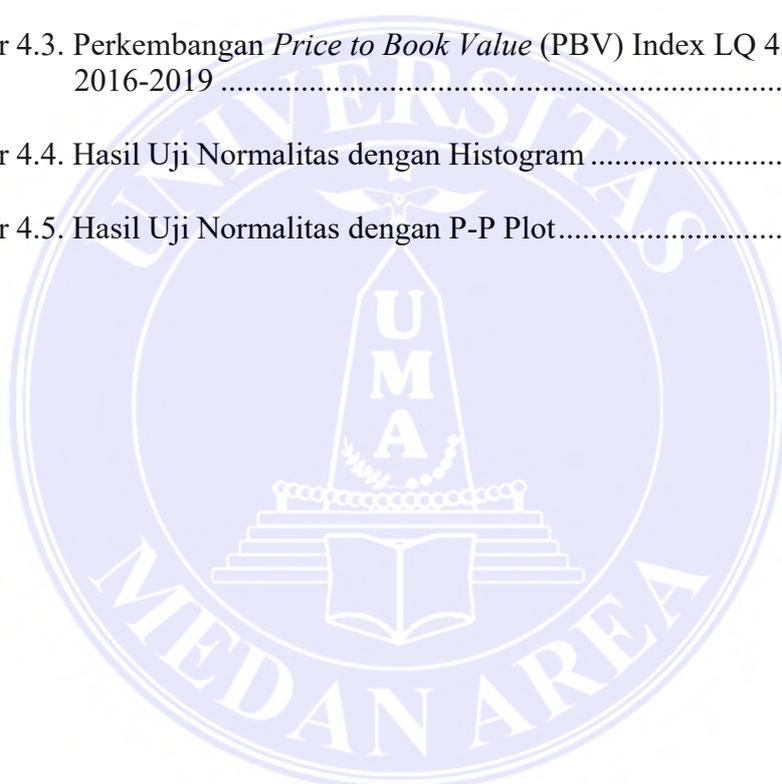 r 4.3. Perkembangan Price to Book Value (PBV) Index LQ 4
2016-2019 ......................................................................
r 4.4. Hasil Uji Normalitas dengan Histogram ........................
r 4.5. Hasil Uji Normalitas dengan P-P Plot............................
UNIVERSITAS
U
M
A
MEDAN AREA